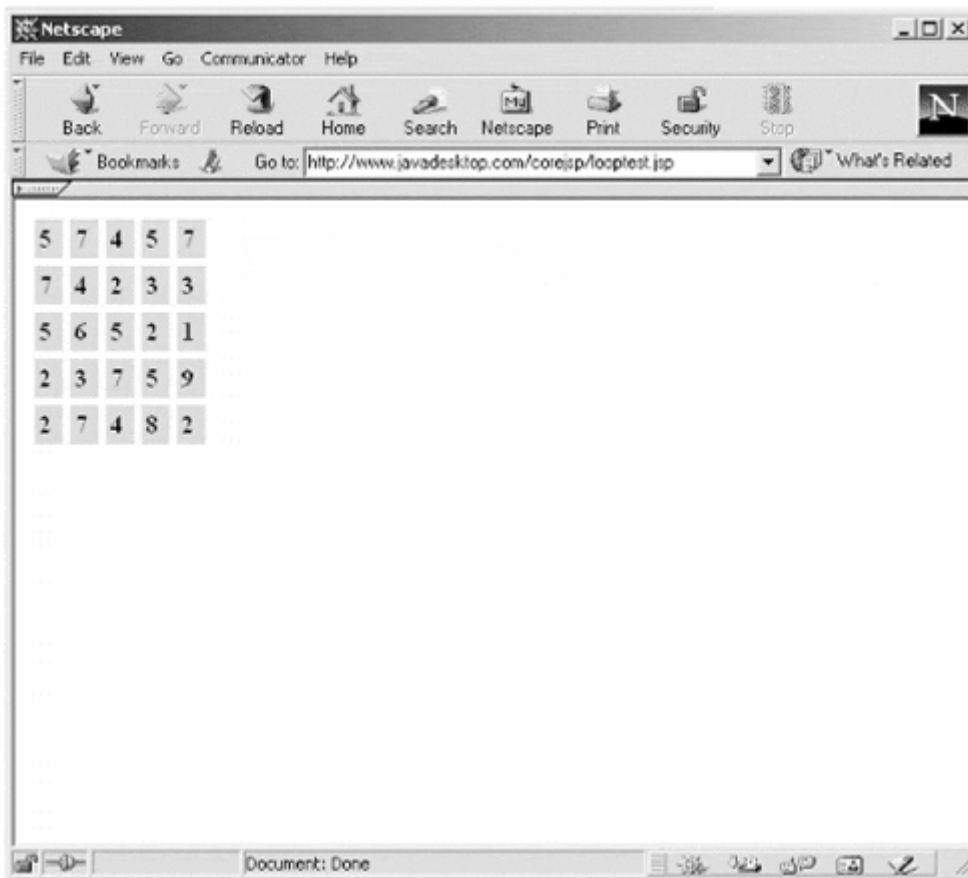 Netscape
File Edit View Go Communicator Help
Back Forward Reload Home Search Netscape Print Security Stop
My
N
Bookmarks Go to: http://www.javadesktop.com/corejsp/looptest.jsp What's Related
5 7 4 5 7
7 4 2 3 3
5 6 5 2 1
2 3 7 5 9
2 7 4 8 2
Document: Done